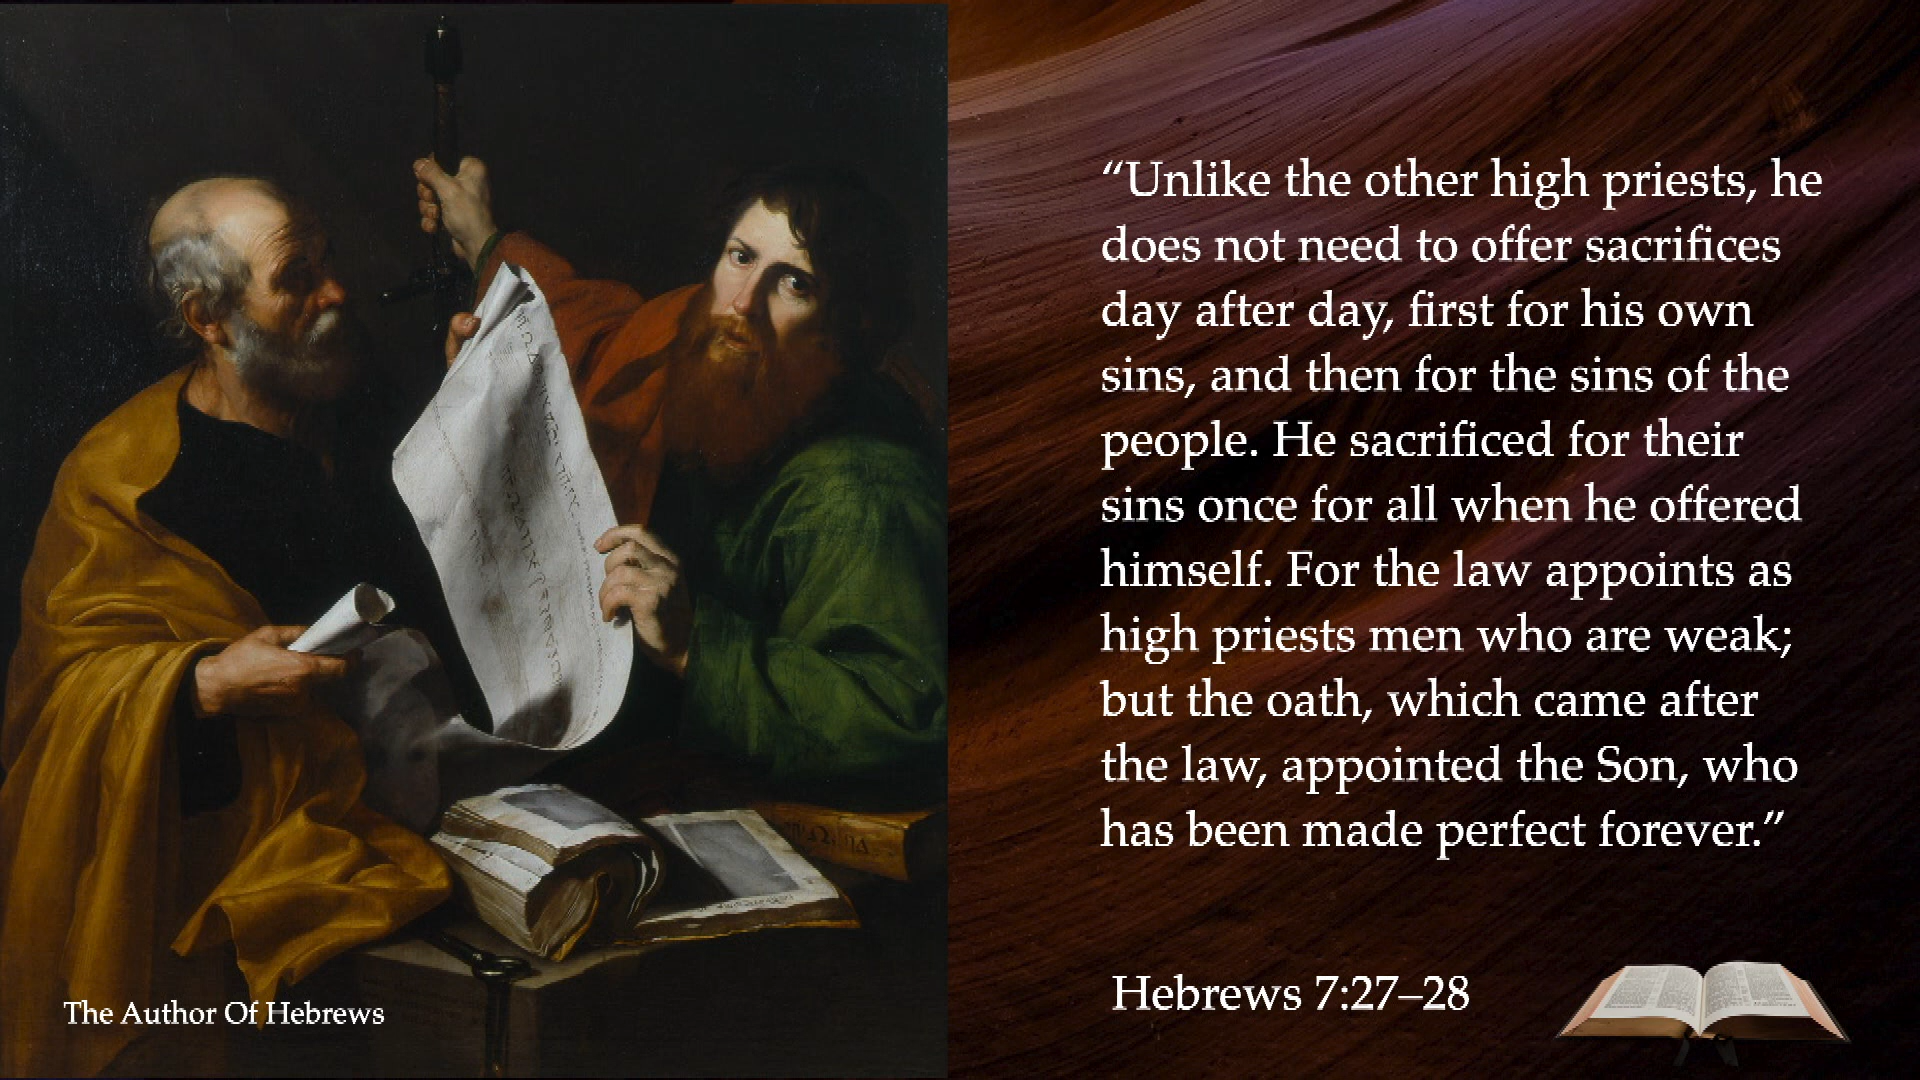 “Unlike the other high priests, he
does not need to offer sacrifices
day after day, first for his own
sins, and then for the sins of the
people. He sacrificed for their
sins once for all when he offered
himself. For the law appoints as
high priests men who are weak;
but the oath, which came after
the law, appointed the Son, who
has been made perfect forever.”
Hebrews 7:27–28
The Author Of Hebrews